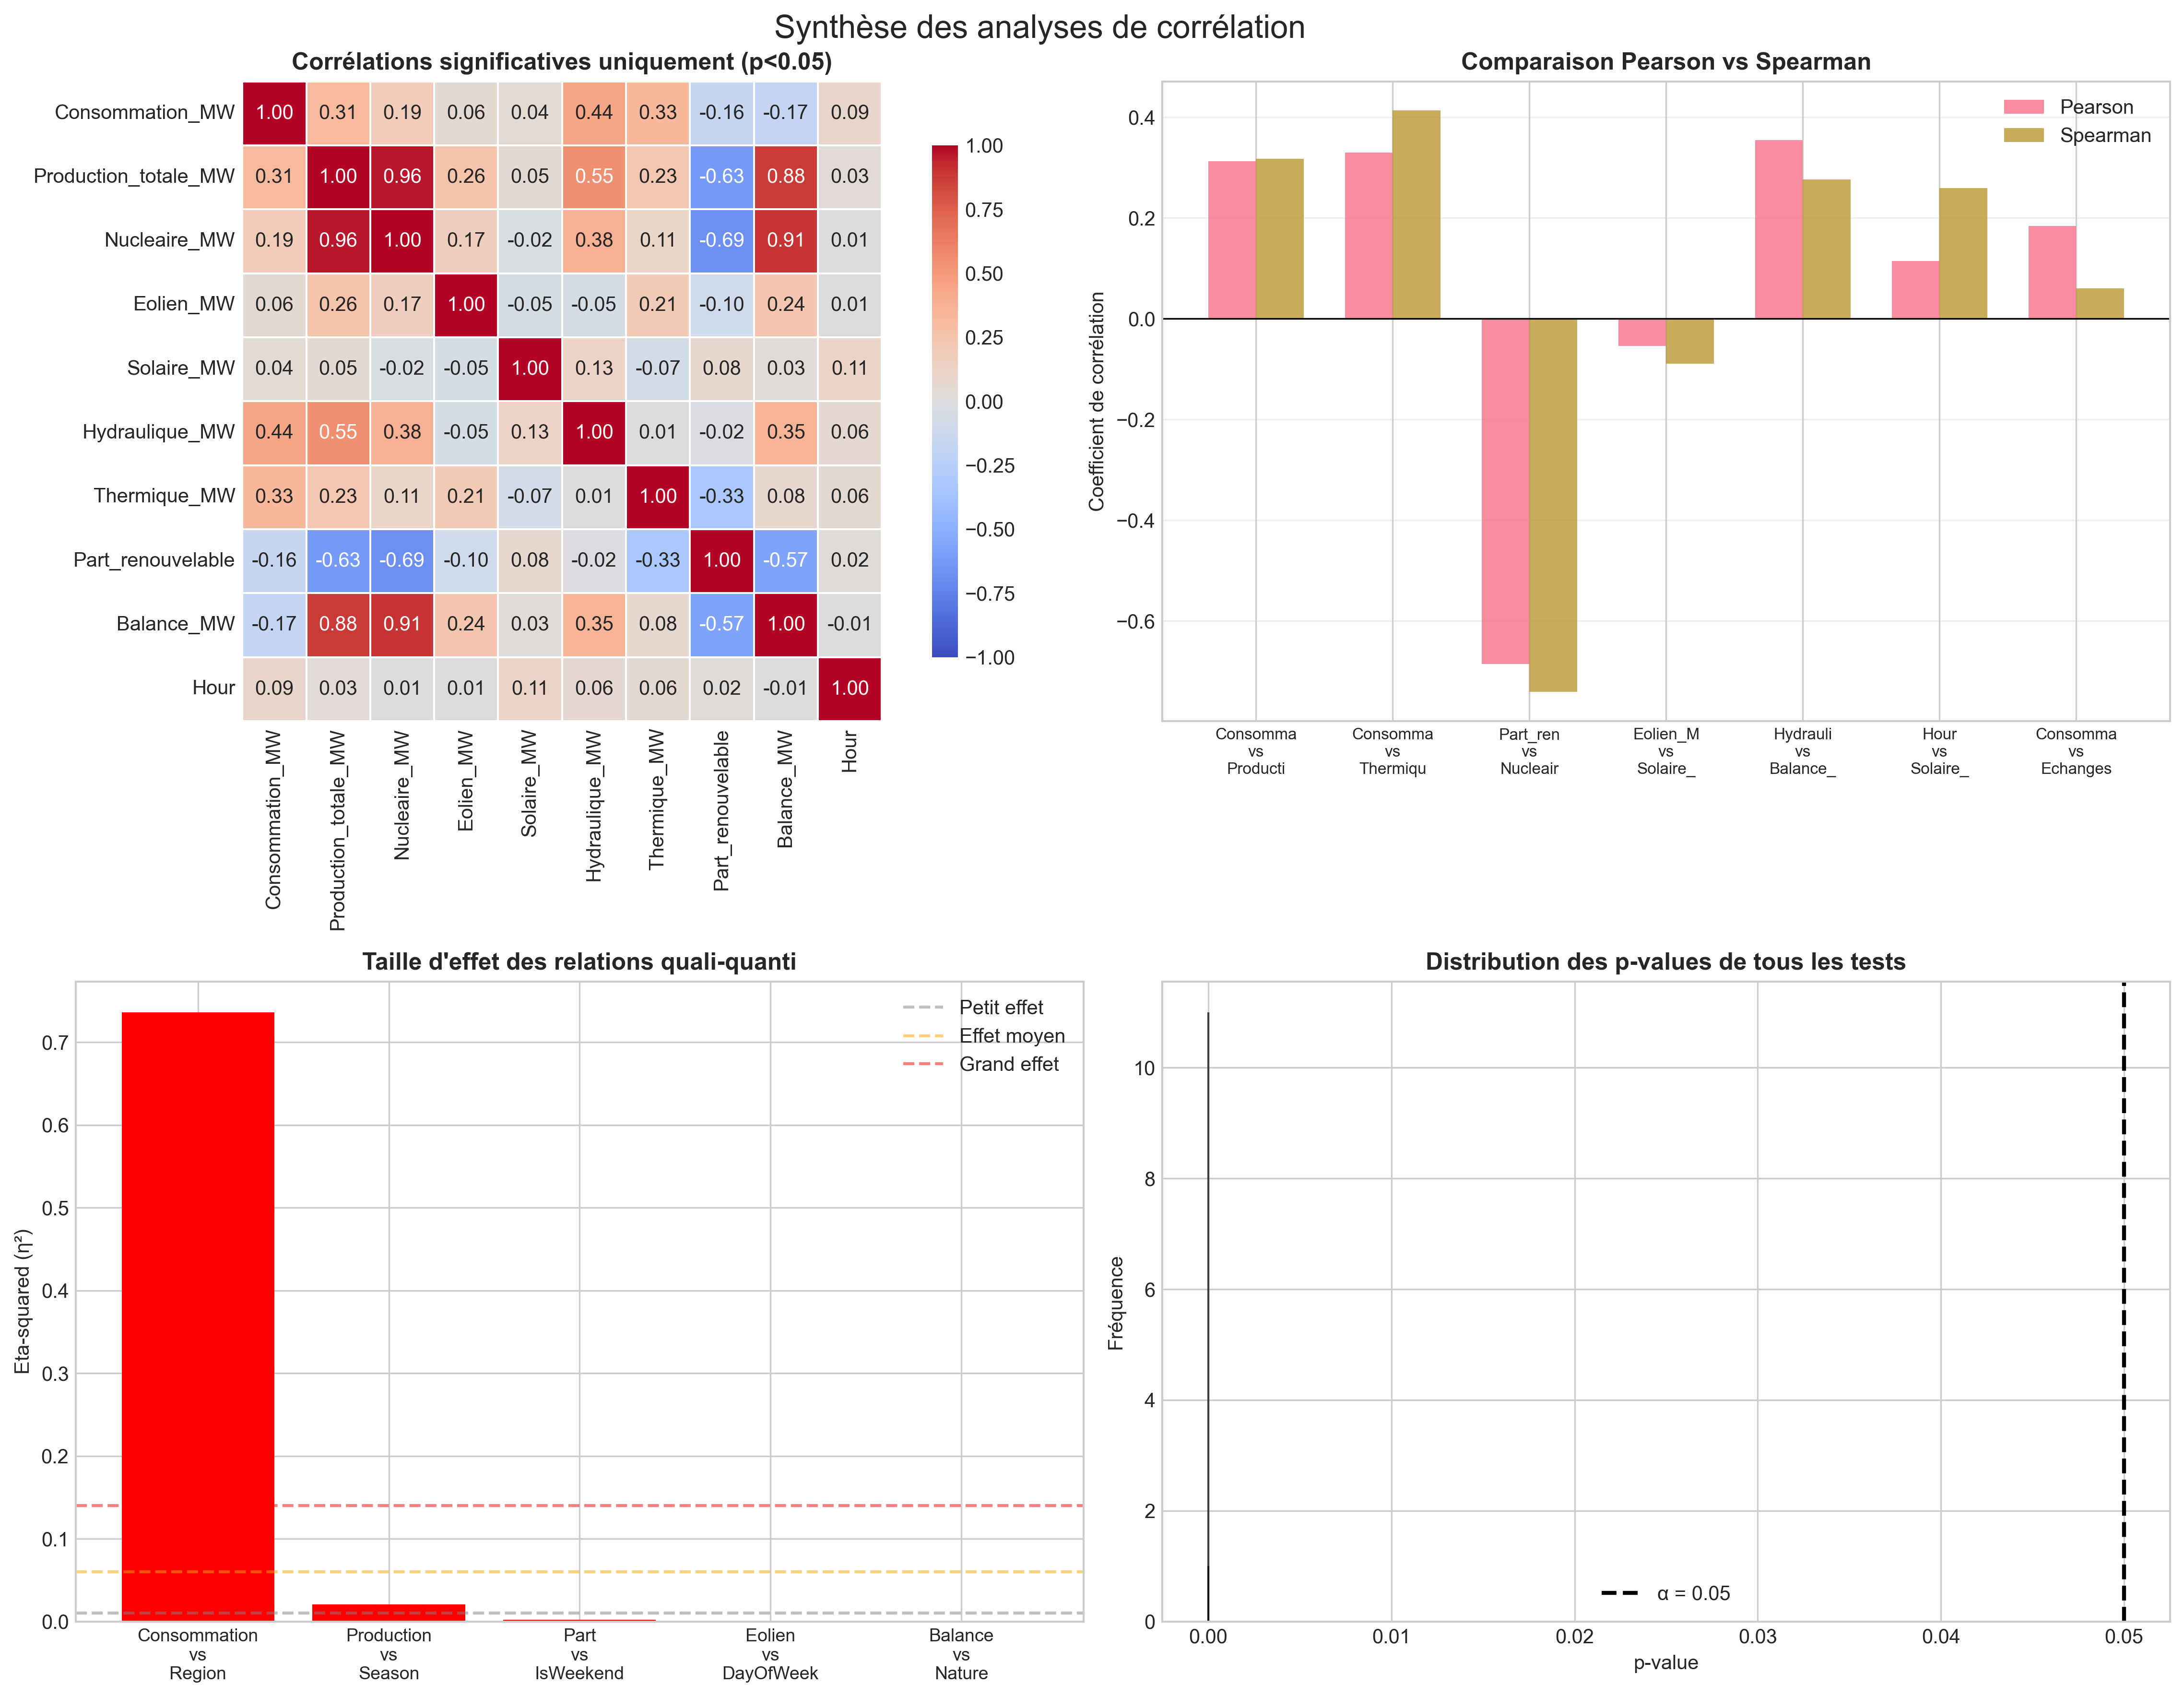 Synthèse des analyses de corrélation
Corrélations significatives uniquement (p<0.05)
Consommation_MW 1.00 0.31 0.19 0.06 0.04 0.44 0.33 -0.16 -0.17 0.09
Production_totale_MW 0.31 1.00 0.96 0.26 0.05 0.55 0.23 -0.63 0.88 0.03
Nucleaire_MW 0.19 0.96 1.00 0.17 -0.02 0.38 0.11 -0.69 0.91 0.01
Eolien_MW 0.06 0.26 0.17 1.00 -0.05 -0.05 0.21 -0.10 0.24 0.01
Solaire_MW 0.04 0.05 -0.02 -0.05 1.00 0.13 -0.07 0.08 0.03 0.11
Hydraulique_MW 0.44 0.55 0.38 -0.05 0.13 1.00 0.01 -0.02 0.35 0.06
Thermique_MW 0.33 0.23 0.11 0.21 -0.07 0.01 1.00 -0.33 0.08 0.06
Part_renouvelable -0.16 -0.63 -0.69 -0.10 0.08 -0.02 -0.33 1.00 -0.57 0.02
Balance_MW -0.17 0.88 0.91 0.24 0.03 0.35 0.08 -0.57 1.00 -0.01
Hour 0.09 0.03 0.01 0.01 0.11 0.06 0.06 0.02 -0.01 1.00
Consommation_MW
Production_totale_MW
Nucleaire_MW
Eolien_MW
Solaire_MW
Hydraulique_MW
Thermique_MW
Part_renouvelable
Balance_MW
Hour
1.00
0.75
0.50
0.25
0.00
−0.25
−0.50
−0.75
−1.00
Comparaison Pearson vs Spearman
Pearson
Spearman
Coefficient de corrélation
0.4
0.2
0.0
−0.2
−0.4
−0.6
Consomma
vs
Producti
Consomma
vs
Thermiqu
Part_ren
vs
Nucleair
Eolien_M
vs
Solaire_
Hydrauli
vs
Balance_
Hour
vs
Solaire_
Consomma
vs
Echanges
Taille d'effet des relations quali-quanti
Petit effet
Effet moyen
Grand effet
Eta-squared (η²)
0.7
0.6
0.5
0.4
0.3
0.2
0.1
0.0
Consommation
vs
Region
Production
vs
Season
Part
vs
IsWeekend
Eolien
vs
DayOfWeek
Balance
vs
Nature
Distribution des p-values de tous les tests
Fréquence
10
8
6
4
2
0
α = 0.05
0.00 0.01 0.02 0.03 0.04 0.05
p-value